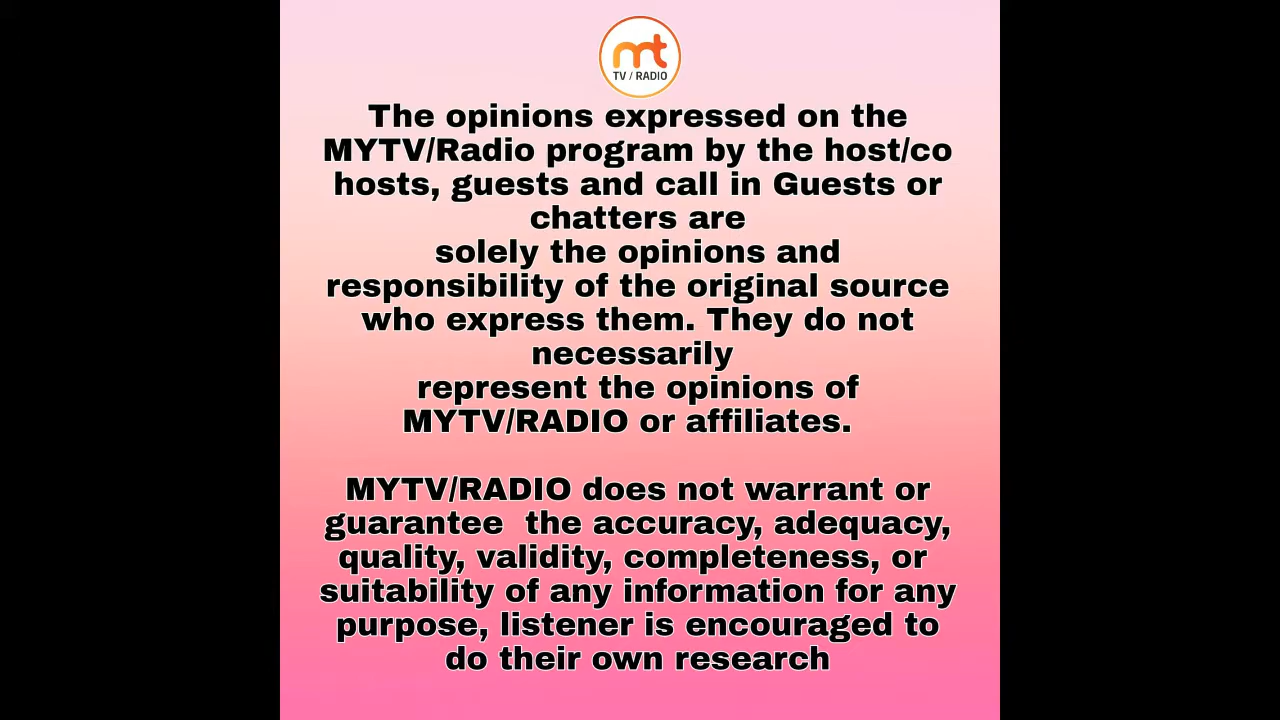 mt
TV / RADIO
The opinions expressed on the
MYTV/Radio program by the host/co
hosts, guests and call in Guests or
chatters are
solely the opinions and
responsibility of the original source
who express them. They do not
necessarily
represent the opinions of
MYTV/RADIO or affiliates.
MYTV/RADIO does not warrant or
guarantee  the accuracy, adequacy,
quality, validity, completeness, or
suitability of any information for any
purpose, listener is encouraged to
do their own research